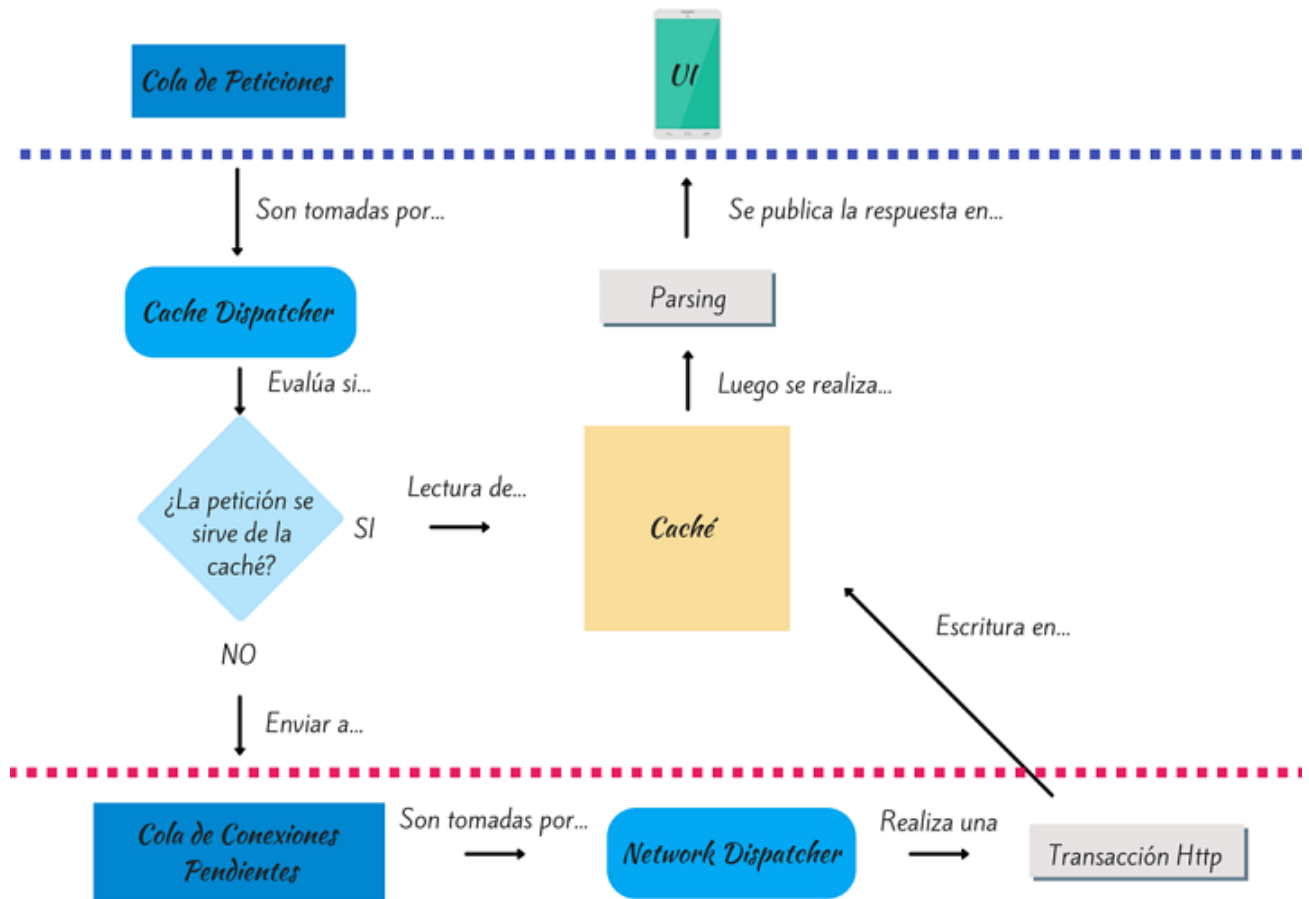 Cola de Peticiones
UI
Son tomadas por...
Se publica la respuesta en...
Cache Dispatcher
Parsing
Evalúa si...
Luego se realiza...
¿La petición se
sirve de la
caché?
SI
Lectura de...
Caché
NO
Escritura en...
Enviar a...
Cola de Conexiones
Pendientes
Son tomadas por...
Network Dispatcher
Realiza una
Transacción Http